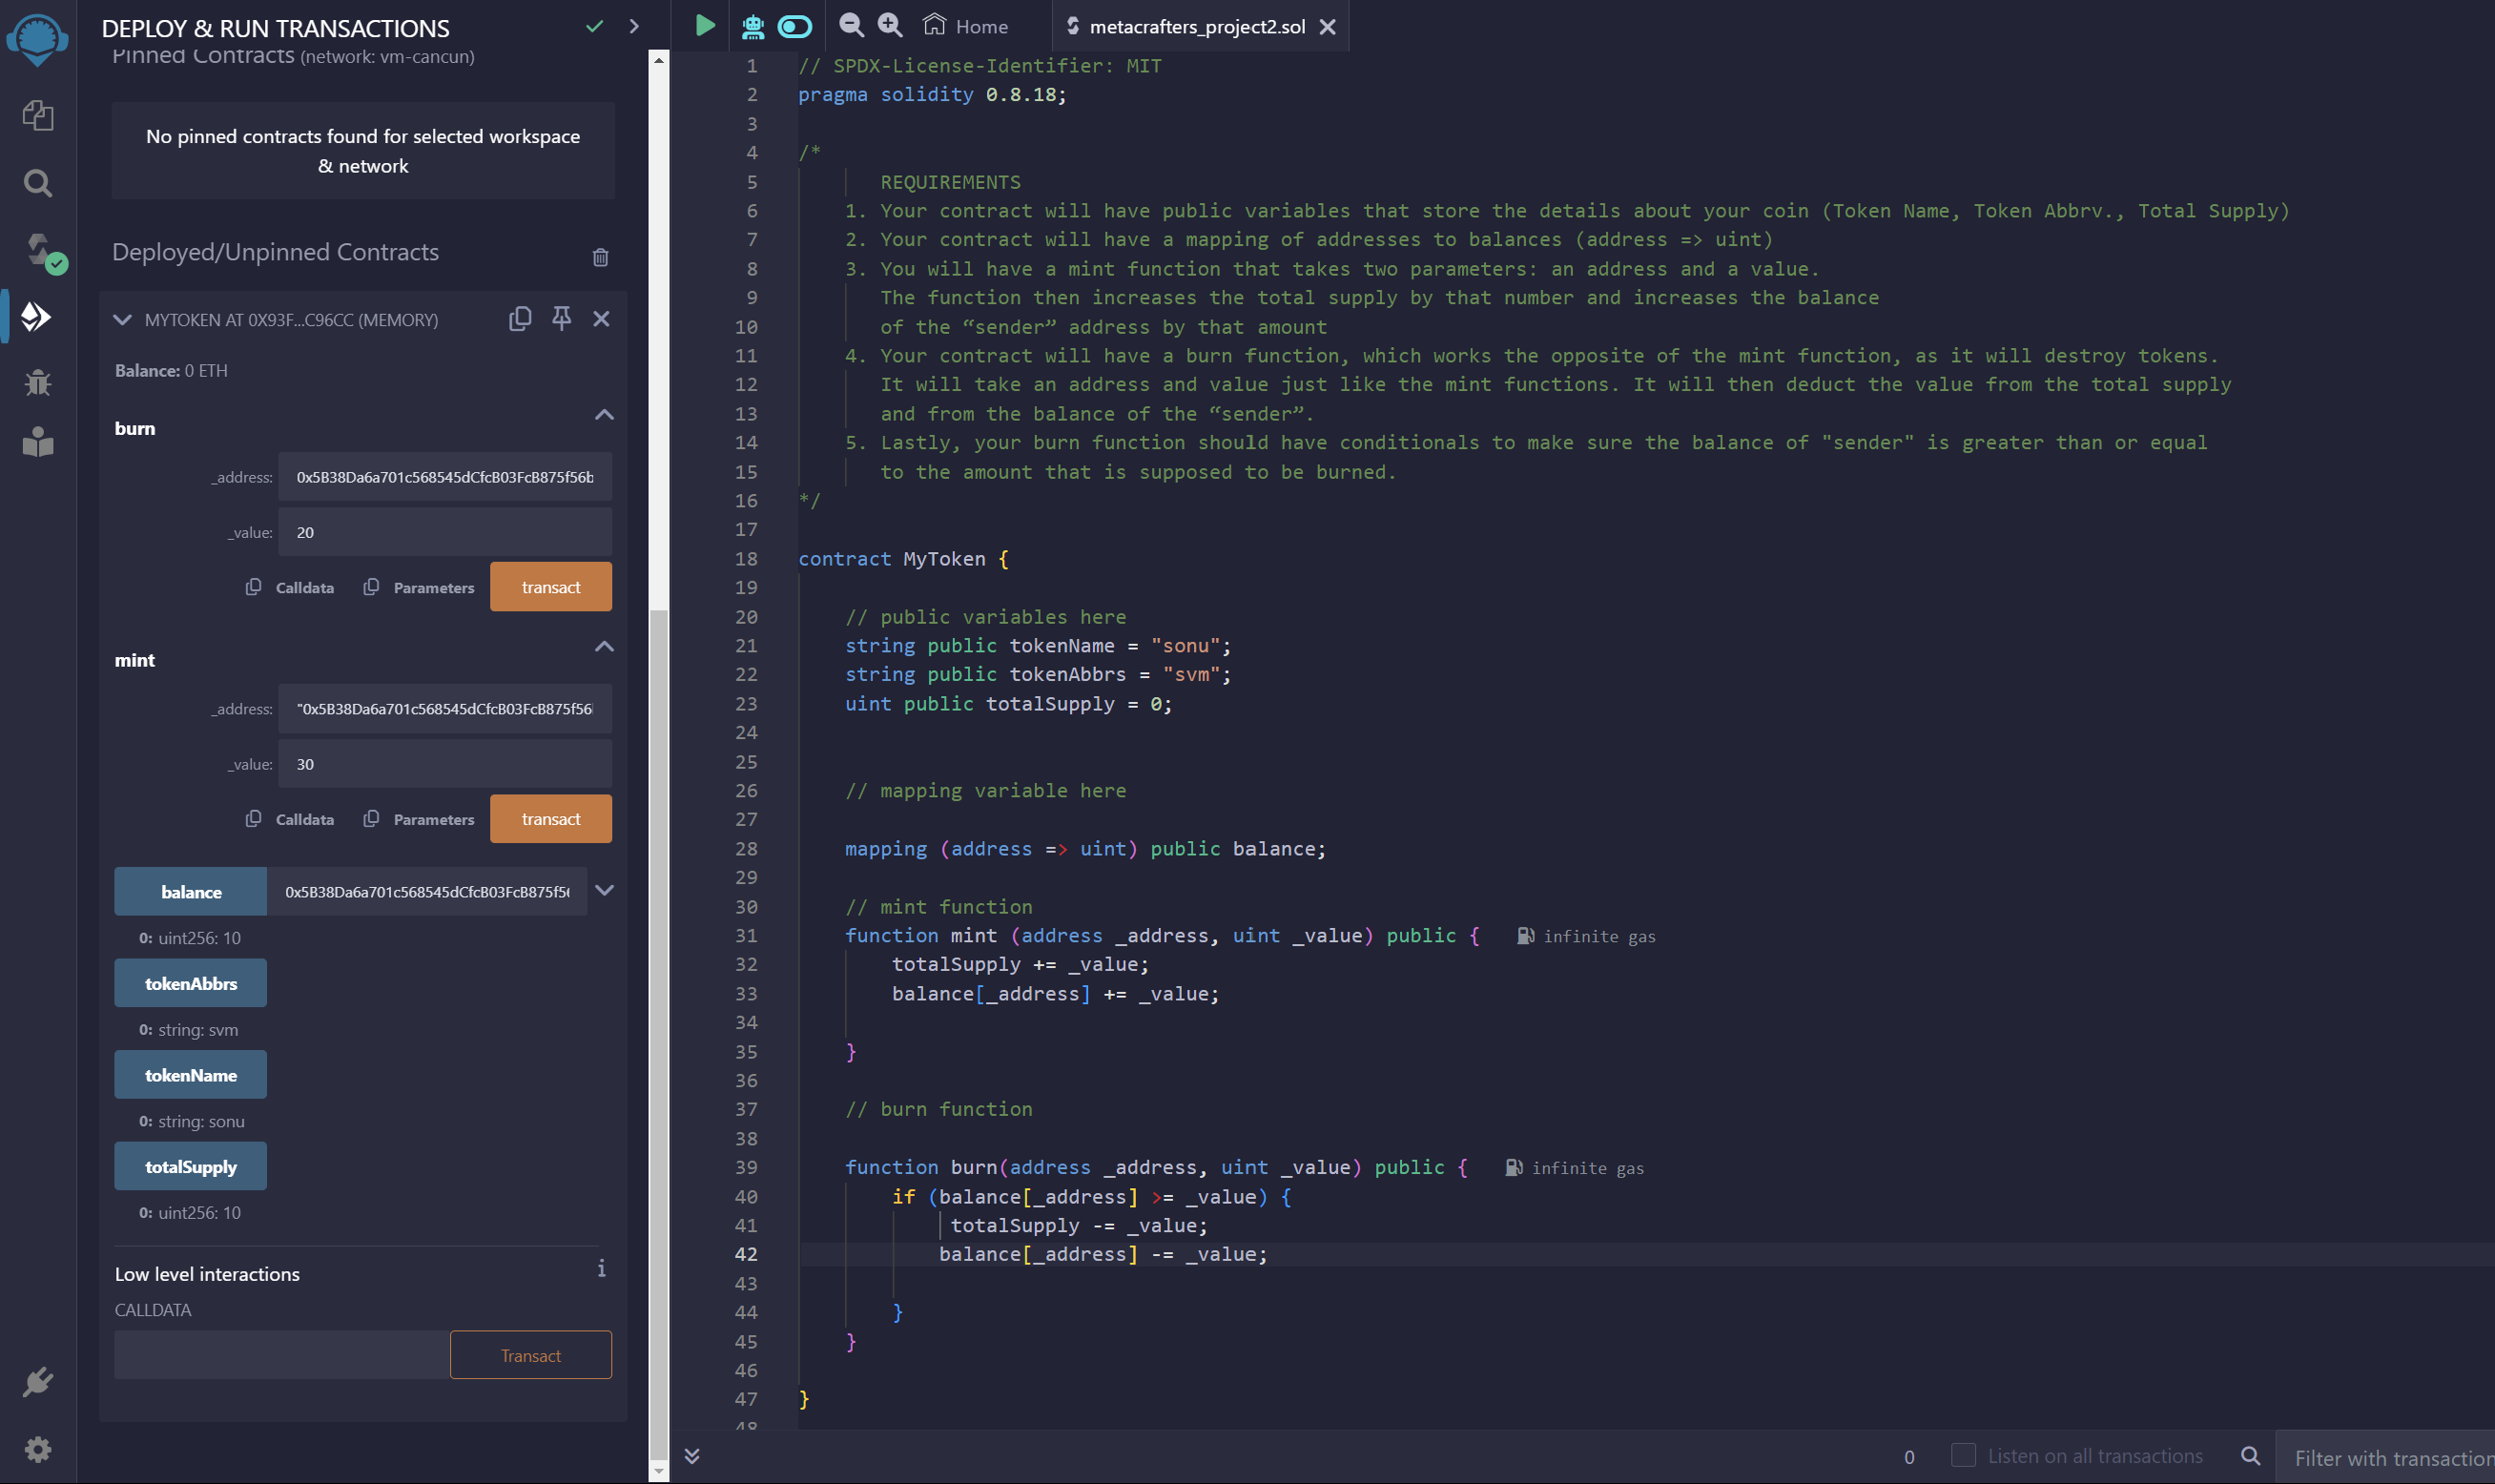 DEPLOY & RUN TRANSACTIONS
Pinned Contracts (network: vm-cancun)
No pinned contracts found for selected workspace
& network
Deployed/Unpinned Contracts
MYTOKEN AT 0X93F...C96CC (MEMORY)
Balance: 0 ETH
burn
_address: 0x5B38Da6a701c568545dCfcB03FcB875f56b
_value: 20
Calldata Parameters transact
mint
_address: "0x5B38Da6a701c568545dCfcB03FcB875f56
_value: 30
Calldata Parameters transact
balance 0x5B38Da6a701c568545dCfcB03FcB875f5
0: uint256: 10
tokenAbbrs
0: string: svm
tokenName
0: string: sonu
totalSupply
0: uint256: 10
Low level interactions i
CALLDATA
Transact
Home metacrafters_project2.sol
1 // SPDX-License-Identifier: MIT
2 pragma solidity 0.8.18;
3
4 /*
5 REQUIREMENTS
6 1. Your contract will have public variables that store the details about your coin (Token Name, Token Abbrv., Total Supply)
7 2. Your contract will have a mapping of addresses to balances (address => uint)
8 3. You will have a mint function that takes two parameters: an address and a value.
9 The function then increases the total supply by that number and increases the balance
10 of the “sender” address by that amount
11 4. Your contract will have a burn function, which works the opposite of the mint function, as it will destroy tokens.
12 It will take an address and value just like the mint functions. It will then deduct the value from the total supply
13 and from the balance of the “sender”.
14 5. Lastly, your burn function should have conditionals to make sure the balance of "sender" is greater than or equal
15 to the amount that is supposed to be burned.
16 */
17
18 contract MyToken {
19
20 // public variables here
21 string public tokenName = "sonu";
22 string public tokenAbbrs = "svm";
23 uint public totalSupply = 0;
24
25
26 // mapping variable here
27
28 mapping (address => uint) public balance;
29
30 // mint function
31 function mint (address _address, uint _value) public { infinite gas
32 totalSupply += _value;
33 balance[_address] += _value;
34
35 }
36
37 // burn function
38
39 function burn(address _address, uint _value) public { infinite gas
40 if (balance[_address] >= _value) {
41 totalSupply -= _value;
42 balance[_address] -= _value;
43
44 }
45 }
46
47 }
48
0 Listen on all transactions Filter with transaction